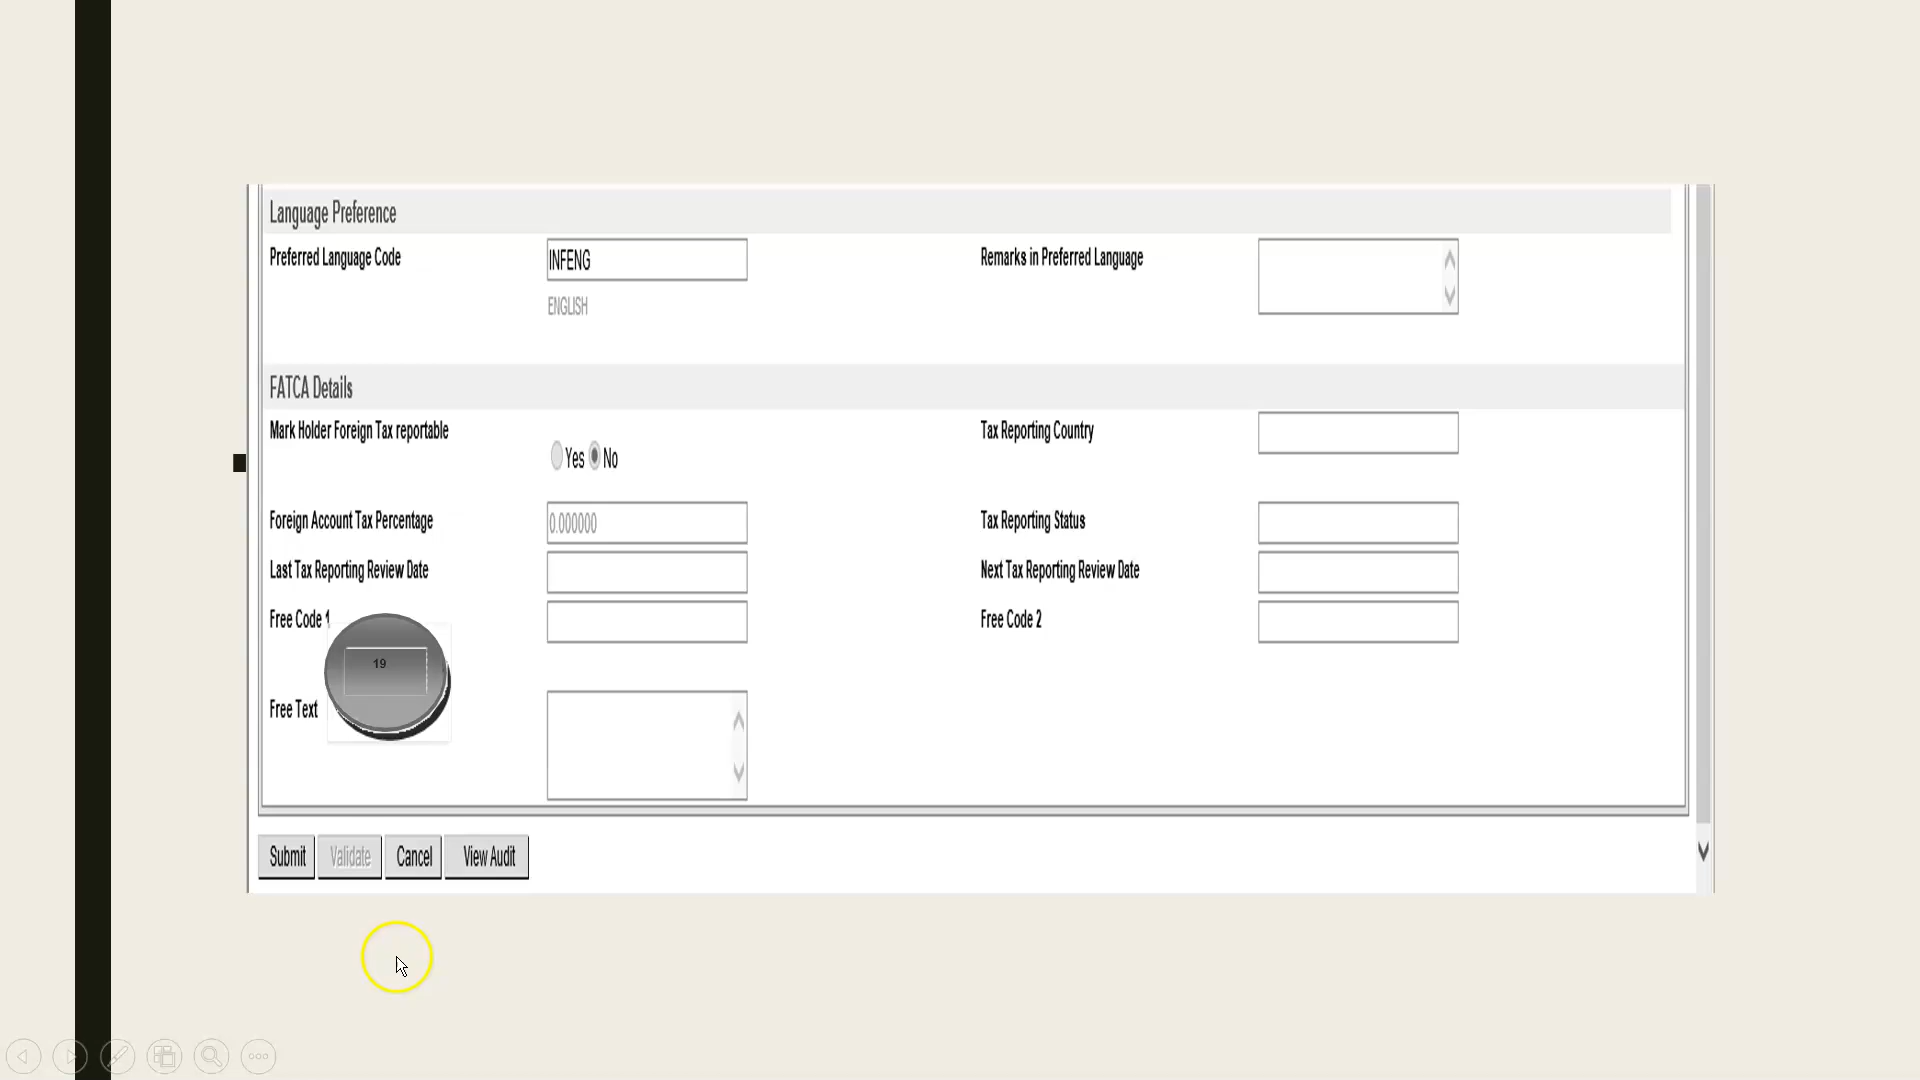 Language Preference
Preferred Language Code INFENG Remarks in Preferred Language
ENGLISH
FATCA Details
Mark Holder Foreign Tax reportable Tax Reporting Country
Yes No
Foreign Account Tax Percentage 0.000000 Tax Reporting Status
Last Tax Reporting Review Date Next Tax Reporting Review Date
Free Code 1 Free Code 2
19
Free Text
Submit Validate Cancel View Audit